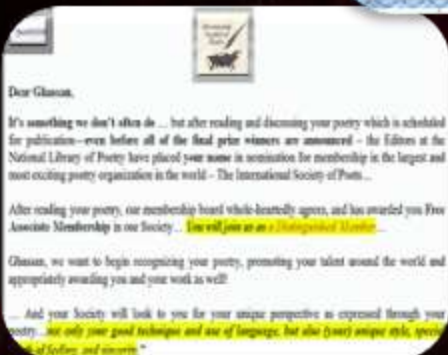 Dear Ghassan,
It's something we don't often do ... but after reading and discussing your poetry which is scheduled
for publication—even before all of the final prize winners are announced – the Editors at the
National Library of Poetry have placed your name in nomination for membership in the largest and
most exciting poetry organization in the world – The International Society of Poets...
After reading your poetry, our membership board whole-heartedly agrees, and has awarded you Free
Associate Membership in our Society... You will join us as a Distinguished Member...
Ghassan, we want to begin recognizing your poetry, promoting your talent around the world and
appropriately awarding you and your work as well!
... And your Society will look to you for your unique perspective as expressed through your
poetry...not only your good technique and use of language, but also (your) unique style,
of feeling, and sincerity."